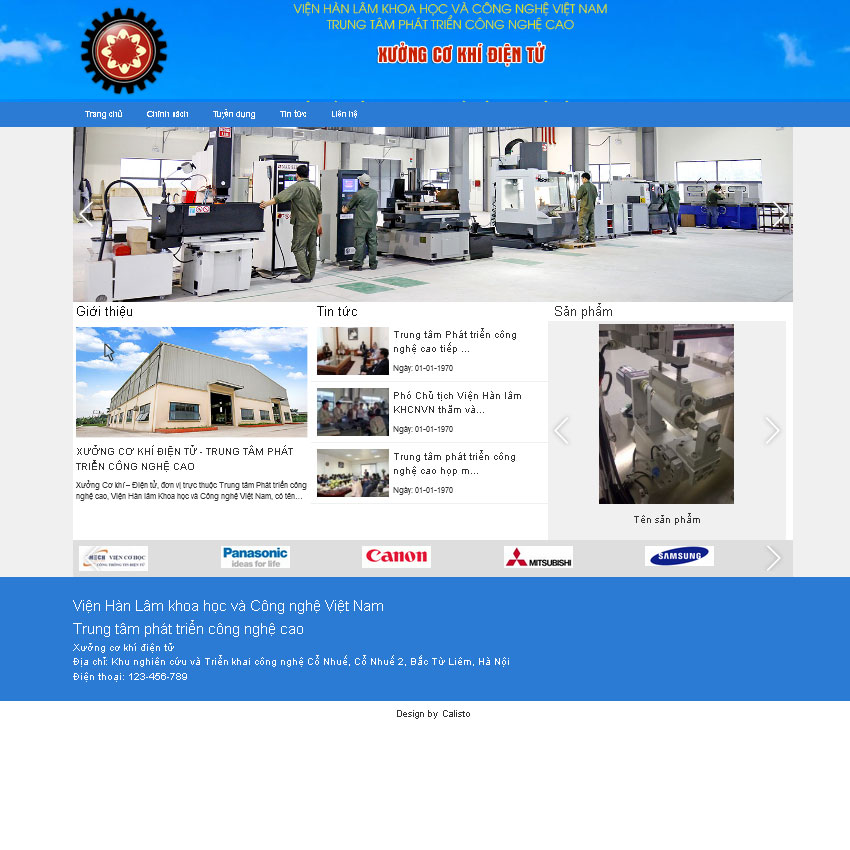 VIỆN HÀN LÂM KHOA HỌC VÀ CÔNG NGHỆ VIỆT NAM
TRUNG TÂM PHÁT TRIỂN CÔNG NGHỆ CAO
XƯỞNG CƠ KHÍ ĐIỆN TỬ
Trang chủ Chính sách Tuyển dụng Tin tức Liên hệ
Giới thiệu
XƯỞNG CƠ KHÍ ĐIỆN TỬ - TRUNG TÂM PHÁT
TRIỂN CÔNG NGHỆ CAO
Xưởng Cơ khí – Điện tử, đơn vị trực thuộc Trung tâm Phát triển công
nghệ cao, Viện Hàn lâm Khoa học và Công nghệ Việt Nam, có tên...
Tin tức
Trung tâm Phát triển công
nghệ cao tiếp ...
Ngày: 01-01-1970
Phó Chủ tịch Viện Hàn lâm
KHCNVN thăm và...
Ngày: 01-01-1970
Trung tâm phát triển công
nghệ cao họp m...
Ngày: 01-01-1970
Sản phẩm
Tên sản phẩm
VIỆN CƠ HỌC
Panasonic
ideas for life
Canon
MITSUBISHI
SAMSUNG
Viện Hàn Lâm khoa học và Công nghệ Việt Nam
Trung tâm phát triển công nghệ cao
Xưởng cơ khí điện tử
Địa chỉ: Khu nghiên cứu và Triển khai công nghệ Cổ Nhuế, Cổ Nhuế 2, Bắc Từ Liêm, Hà Nội
Điện thoại: 123-456-789
Design by Calisto